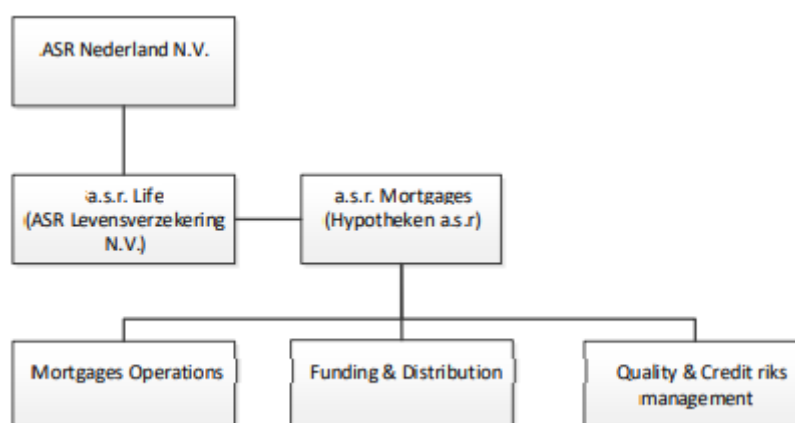 ASR Nederland N.V.
a.s.r. Life
(ASR Levensverzekering
N.V.)
a.s.r. Mortgages
(Hypotheken a.s.r)
Mortgages Operations
Funding & Distribution
Quality & Credit riks
management